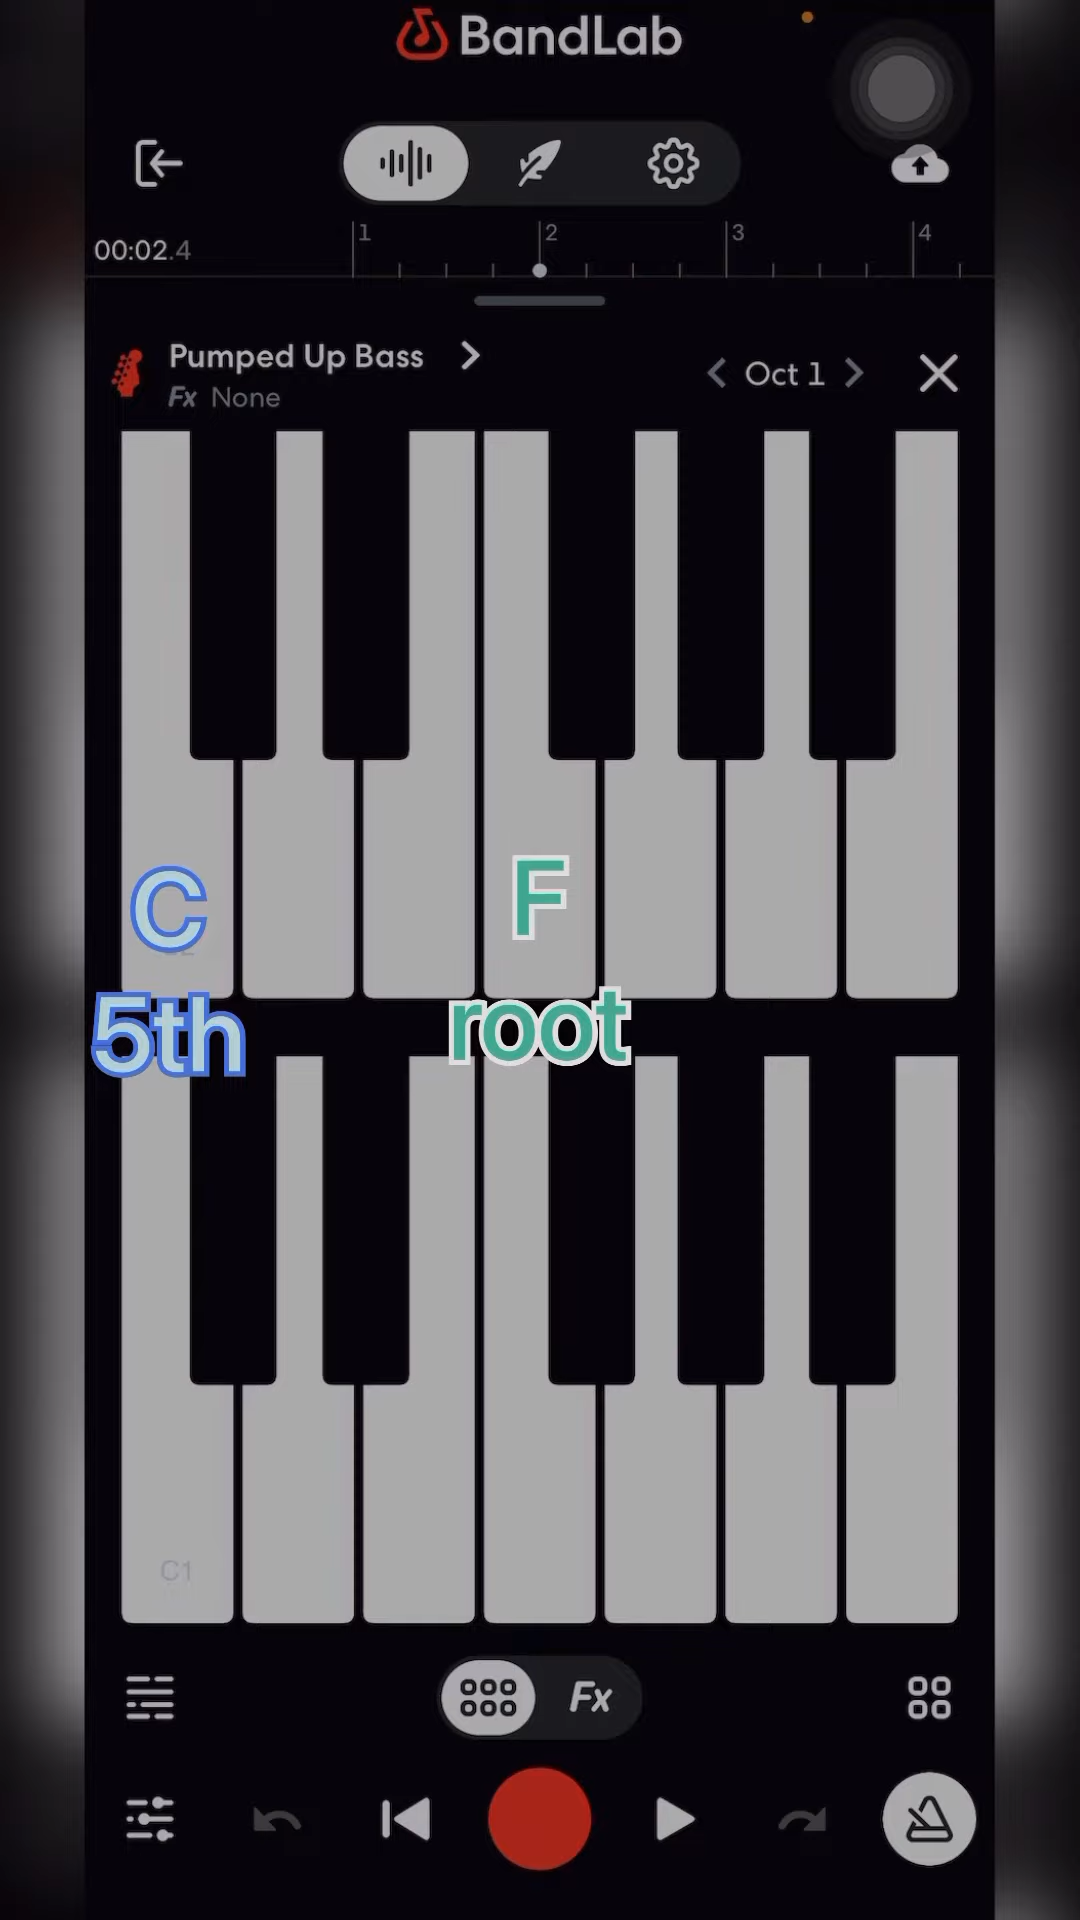 BandLab
1
2
3
4
00:02.4
Pumped Up Bass
Fx None
Oct 1
C
F
5th
root
C1
Fx